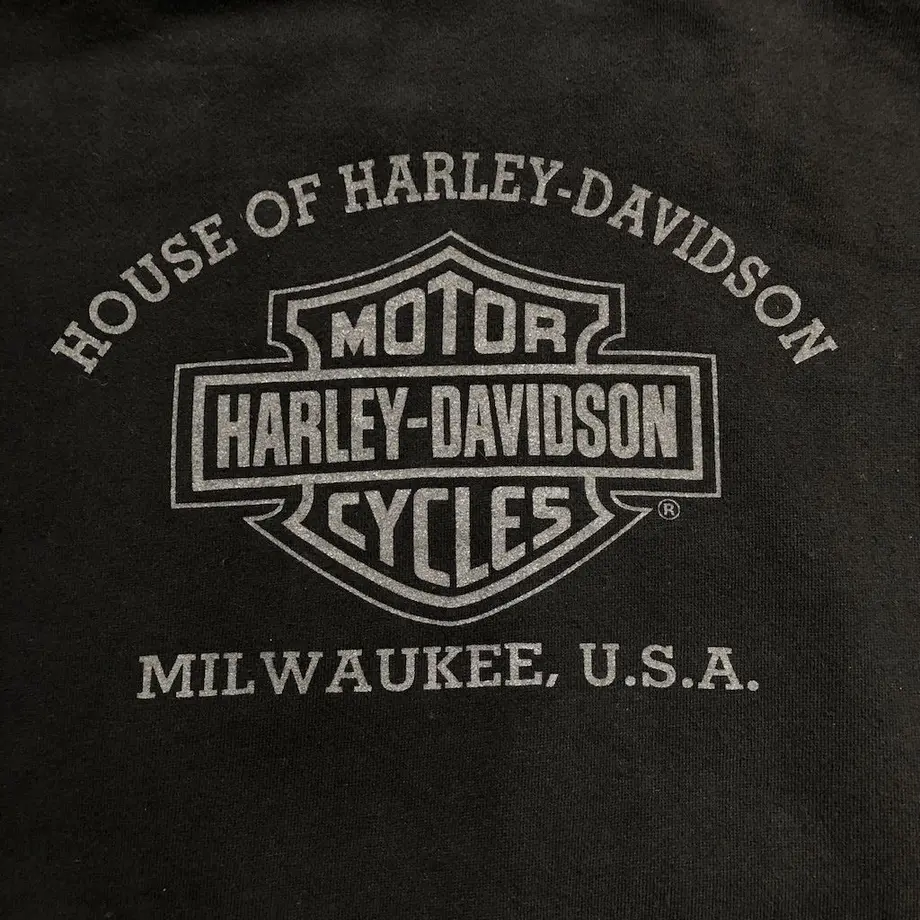 HOUSE OF HARLEY-DAVIDSON
MOTOR
HARLEY-DAVIDSON
CYCLES
®
MILWAUKEE, U.S.A.